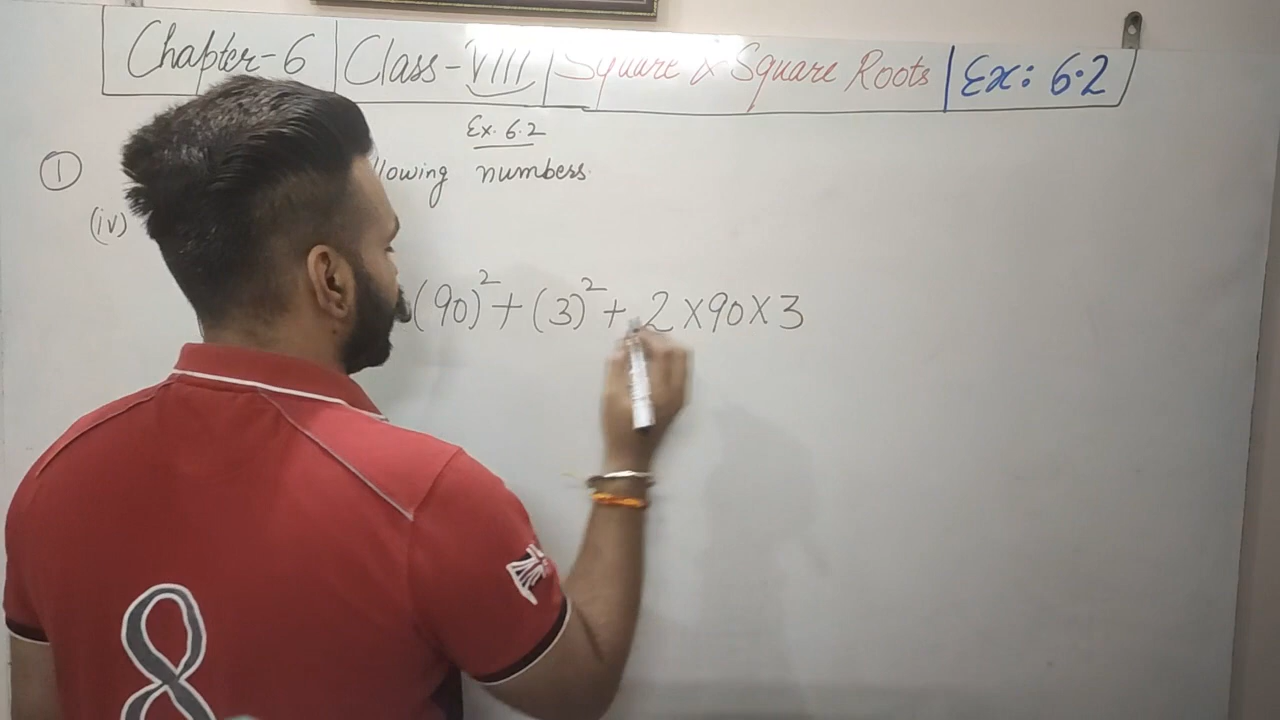 Chapter-6 Class-VIII Square & Square Roots Ex: 6.2
Ex. 6.2
① numbers.
(iv)
(90)²+(3)²+ 2×90×3
8